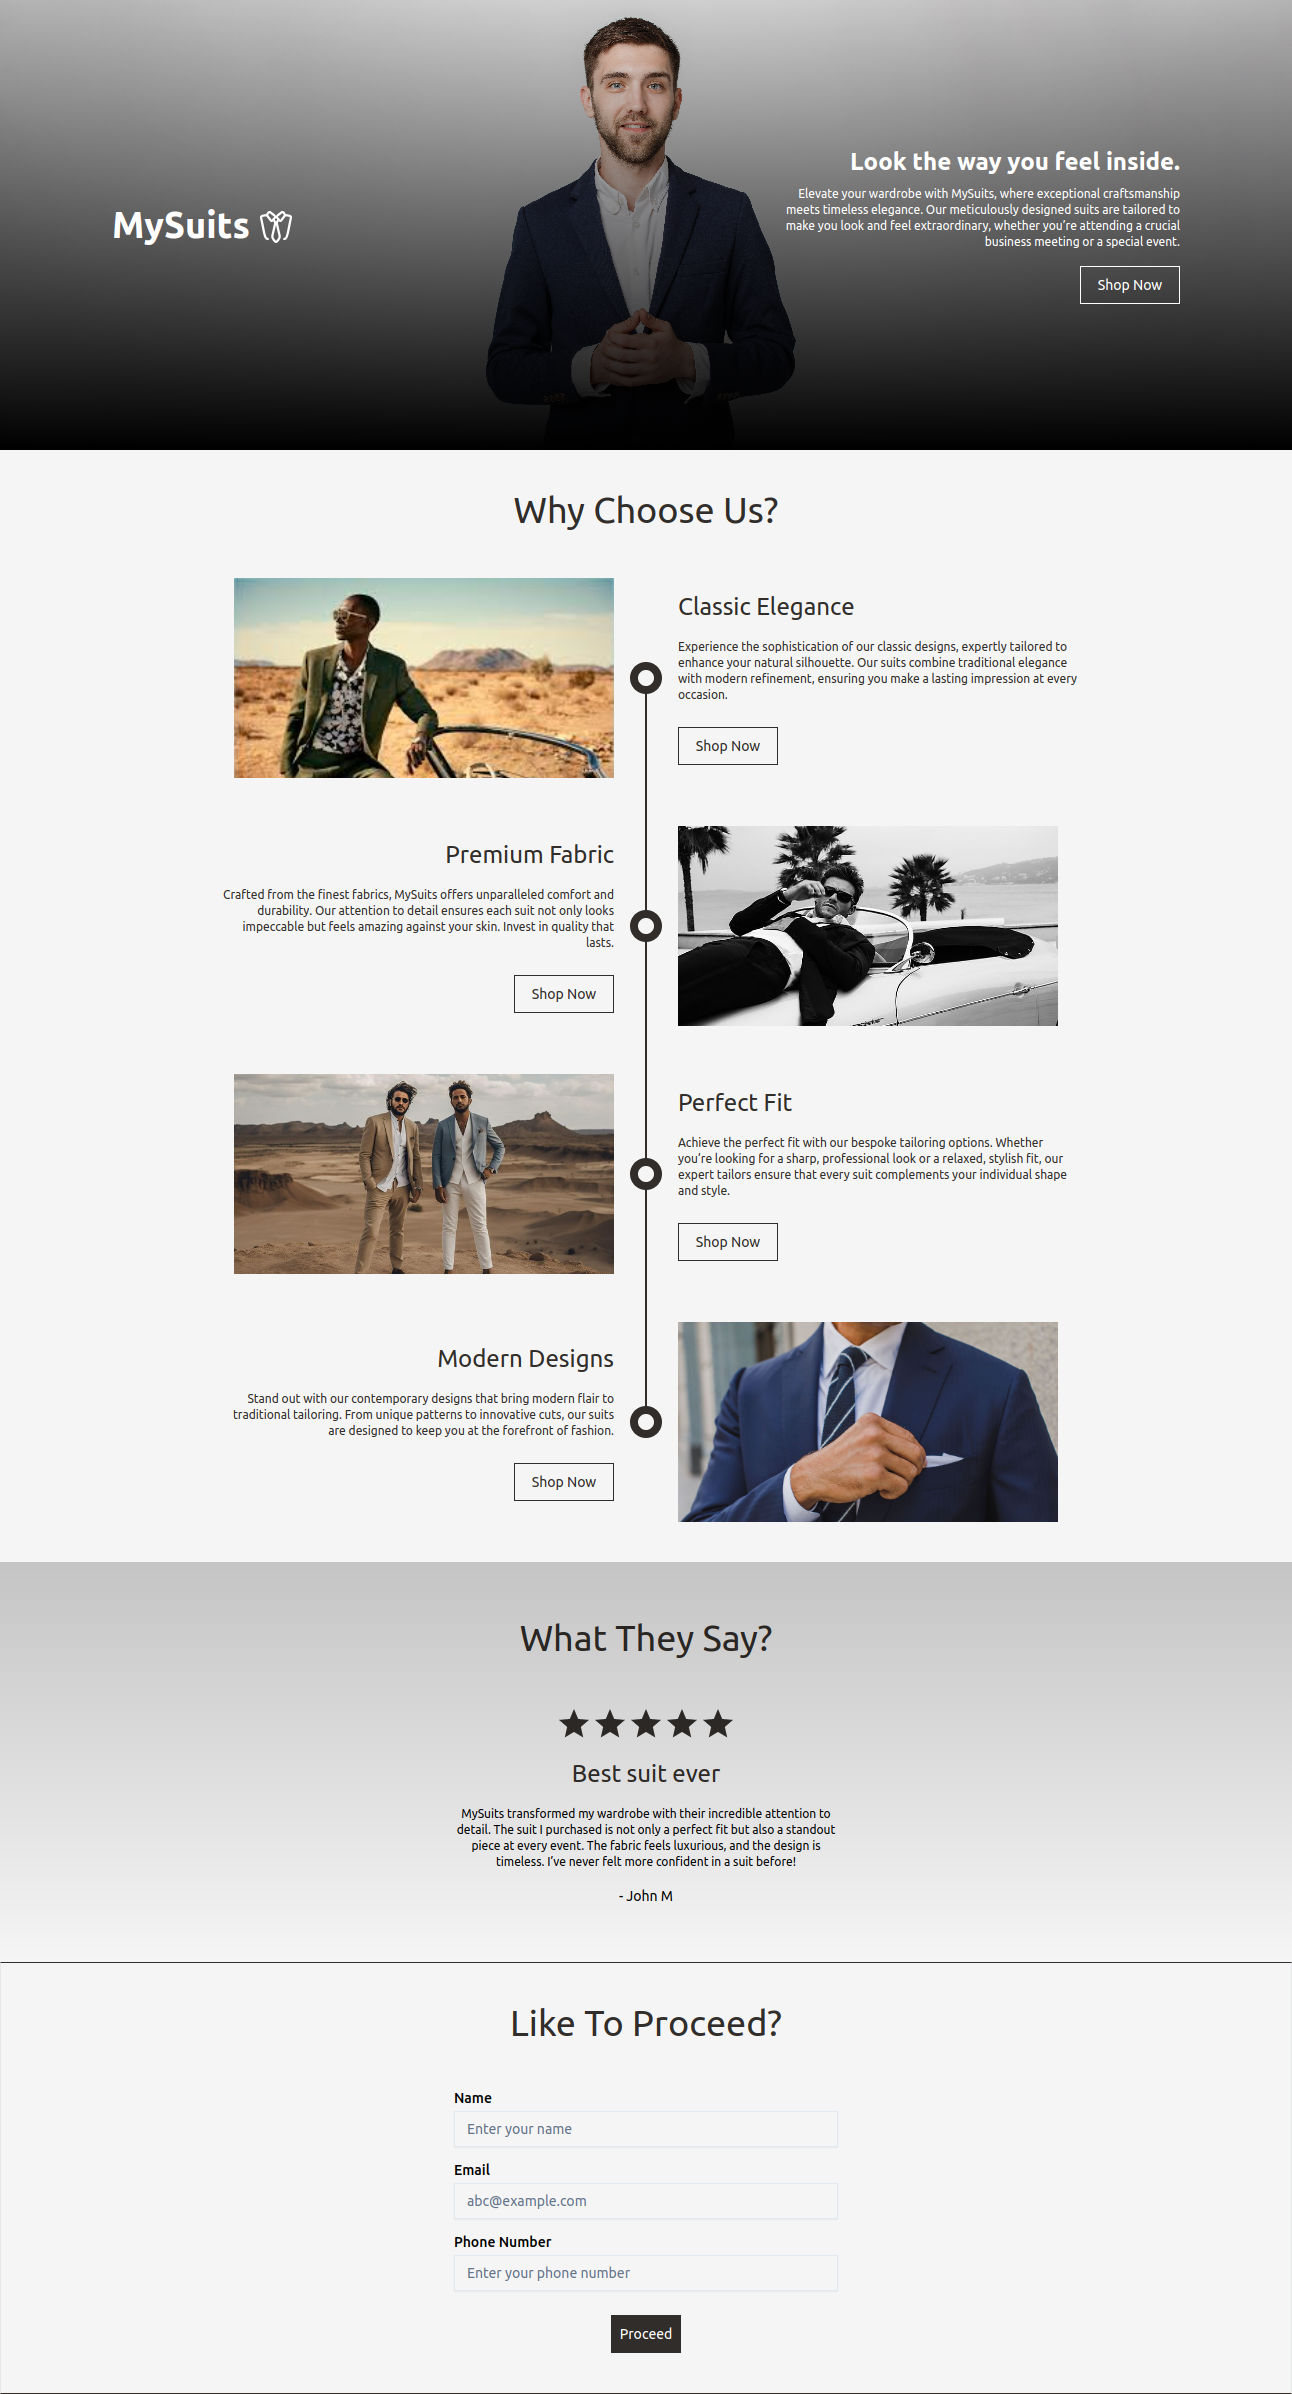 MySuits
Look the way you feel inside.
Elevate your wardrobe with MySuits, where exceptional craftsmanship
meets timeless elegance. Our meticulously designed suits are tailored to
make you look and feel extraordinary, whether you're attending a crucial
business meeting or a special event.
Shop Now
Why Choose Us?
Classic Elegance
Experience the sophistication of our classic designs, expertly tailored to
enhance your natural silhouette. Our suits combine traditional elegance
with modern refinement, ensuring you make a lasting impression at every
occasion.
Shop Now
Premium Fabric
Crafted from the finest fabrics, MySuits offers unparalleled comfort and
durability. Our attention to detail ensures each suit not only looks
impeccable but feels amazing against your skin. Invest in quality that
lasts.
Shop Now
Perfect Fit
Achieve the perfect fit with our bespoke tailoring options. Whether
you're looking for a sharp, professional look or a relaxed, stylish fit, our
expert tailors ensure that every suit complements your individual shape
and style.
Shop Now
Modern Designs
Stand out with our contemporary designs that bring modern flair to
traditional tailoring. From unique patterns to innovative cuts, our suits
are designed to keep you at the forefront of fashion.
Shop Now
What They Say?
Best suit ever
MySuits transformed my wardrobe with their incredible attention to
detail. The suit I purchased is not only a perfect fit but also a standout
piece at every event. The fabric feels luxurious, and the design is
timeless. I've never felt more confident in a suit before!
- John M
Like To Proceed?
Name
Enter your name
Email
abc@example.com
Phone Number
Enter your phone number
Proceed